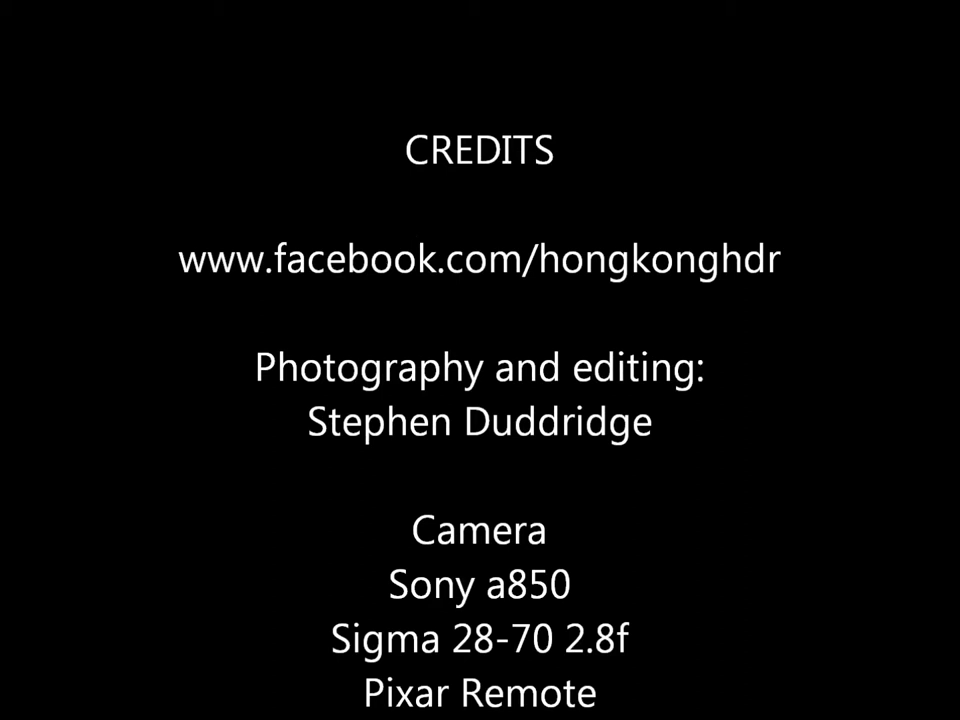 CREDITS
www.facebook.com/hongkonghdr
Photography and editing:
Stephen Duddridge
Camera
Sony a850
Sigma 28-70 2.8f
Pixar Remote